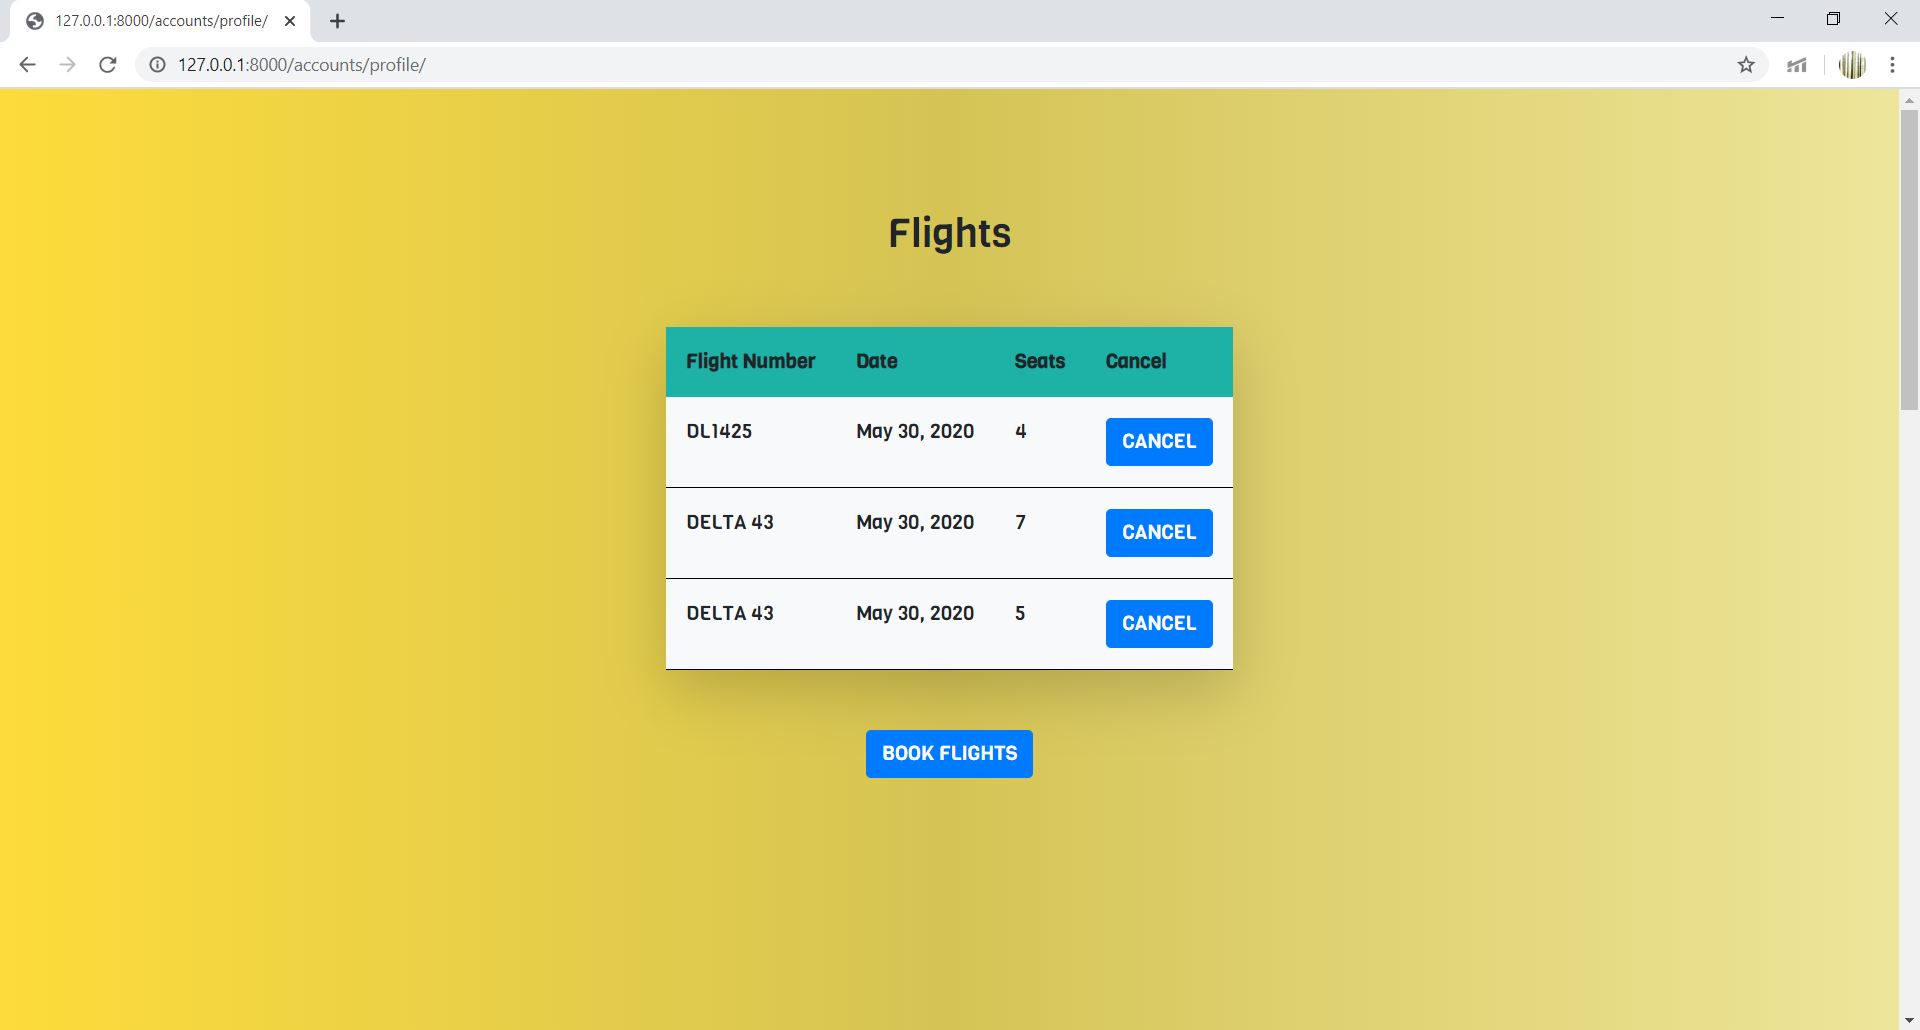 127.0.0.1:8000/accounts/profile/
127.0.0.1:8000/accounts/profile/
Flights
Flight Number Date Seats Cancel
DL1425 May 30, 2020 4 CANCEL
DELTA 43 May 30, 2020 7 CANCEL
DELTA 43 May 30, 2020 5 CANCEL
BOOK FLIGHTS